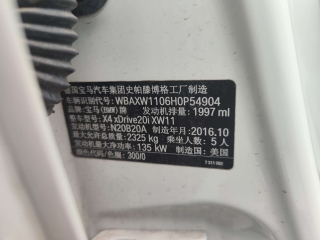 德国宝马汽车集团史帕滕博格工厂制造
车辆识别代号: WBAXW1106H0P54904
品牌: 宝马(BMW)牌 发动机排量: 1997 ml
整车型号: X4 xDrive20i XW11
发动机型号: N20B20A 制造年月: 2016.10
最大允许总质量: 2325 kg 乘坐人数: 5 人
发动机最大净功率: 135 kW 制造国: 美国
车身颜色/色图: 300/0